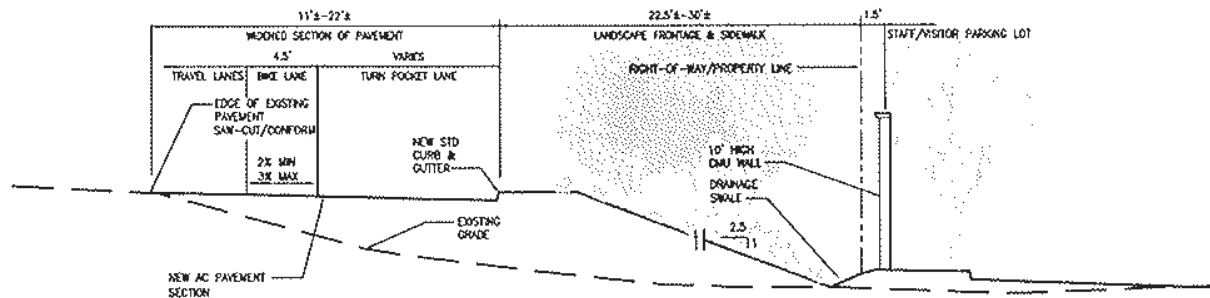 11'±-22'±
22.5'±-30'±
1.5'
WIDENED SECTION OF PAVEMENT
LANDSCAPE FRONTAGE & SIDEWALK
STAFF/VISITOR PARKING LOT
4.5'
VARIES
TRAVEL LANES
BIKE LANE
TURN POCKET LANE
RIGHT-OF-WAY/PROPERTY LINE
EDGE OF EXISTING
PAVEMENT
SAW-CUT/CONFORM
NEW STD
CURB &
GUTTER
10' HIGH
CMU WALL
2% MIN
3% MAX
DRAINAGE
SWALE
EXISTING
GRADE
2.5
1
NEW AC PAVEMENT
SECTION